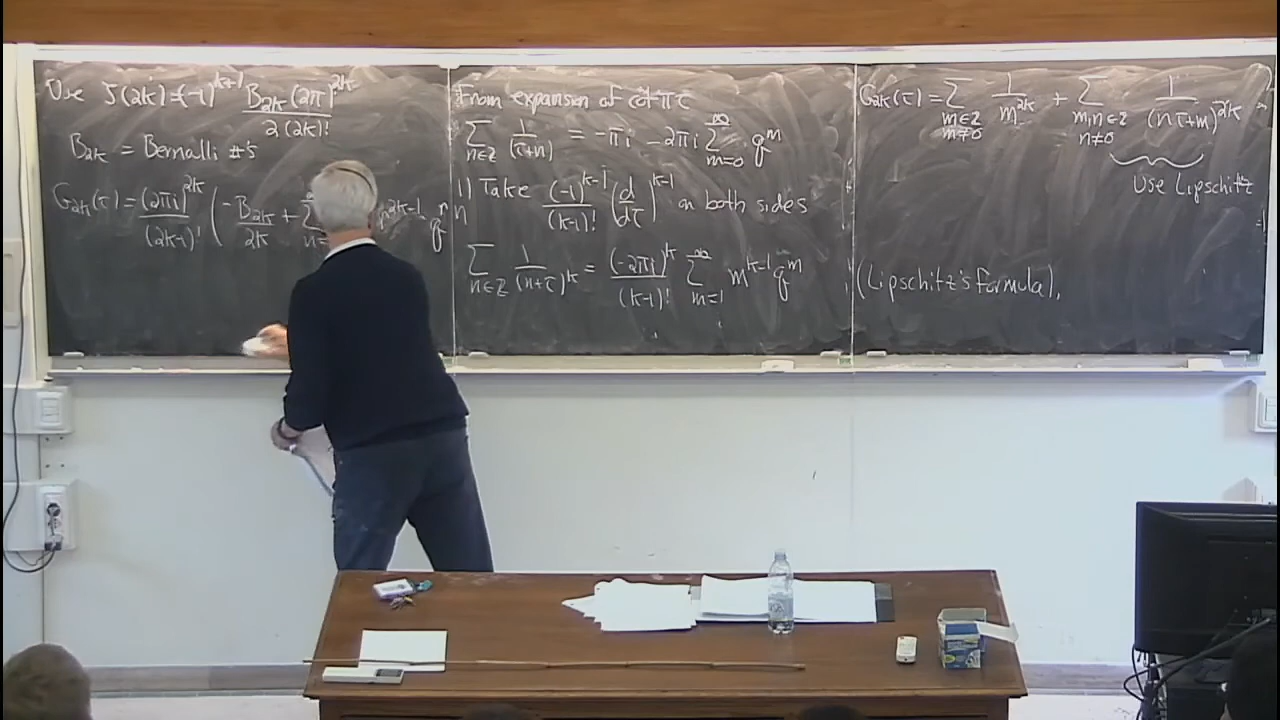 Use ζ(2k) = (-1)^{k+1} B_{2k} (2π)^{2k} / 2(2k)!
B_{2k} = Bernalli #'s
G_{2k}(τ) = (2πi)^{2k} / (2k-1)! ( -B_{2k} / 2k + Σ_{n= n^{2k-1} q^n
From expansion of cot πτ
Σ_{n∈Z} 1/(τ+n) = -πi - 2πi Σ_{m=0}^{∞} q^m
1) Take (-1)^{k-1} / (k-1)! (d/dτ)^{k-1} on both sides
Σ_{n∈Z} 1/(n+τ)^k = (-2πi)^k / (k-1)! Σ_{m=1}^{∞} m^{k-1} q^m
G_{2k}(τ) = Σ_{m∈Z m≠0} 1/m^{2k} + Σ_{m,n∈Z n≠0} 1/(nτ+m)^{2k}
Use Lipschitz
(Lipschitz's formula).